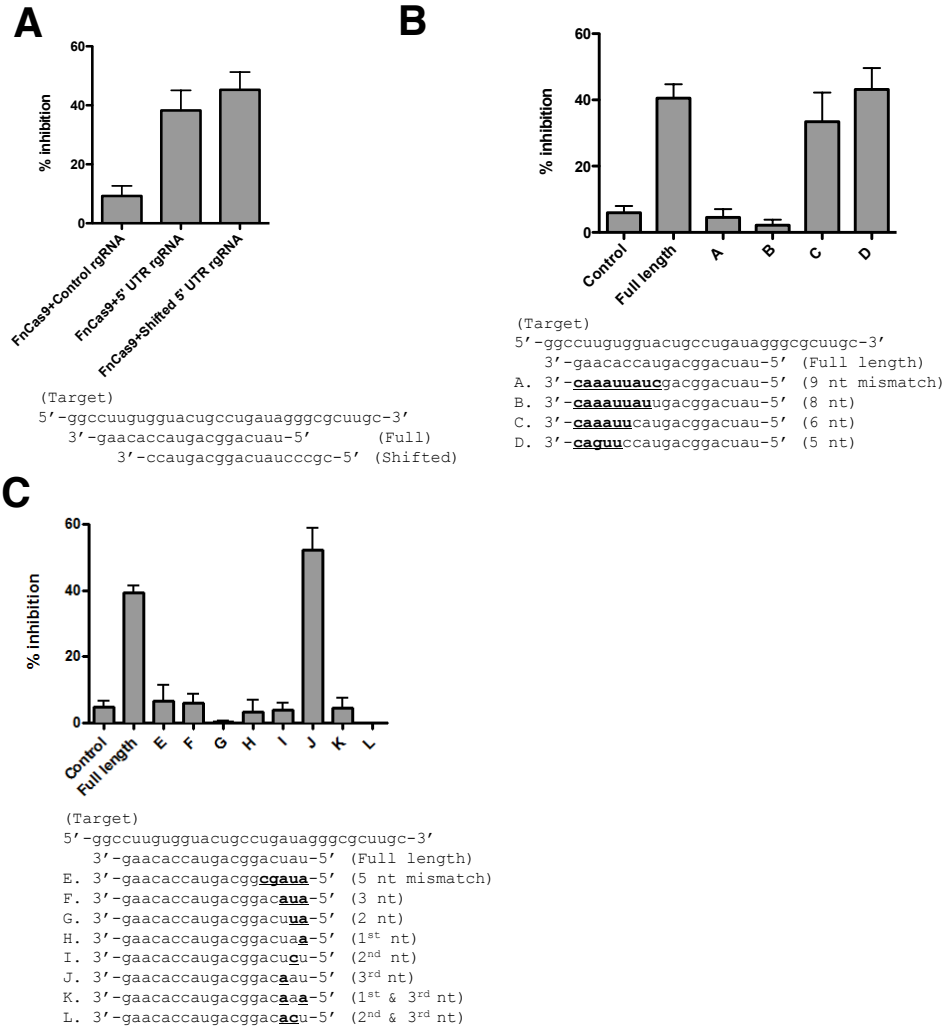 A
60
40
20
0
% inhibition
FnCas9+Control rgRNA
FnCas9+5' UTR rgRNA
FnCas9+Shifted 5' UTR rgRNA
(Target)
5’-ggccuugugguacugccugauagggcgcuugc-3’
3’-gaacaccaugacggacuau-5’ (Full)
3’-ccaugacggacuaucccgc-5’ (Shifted)
B
60
40
20
0
% inhibition
Control
Full length
A
B
C
D
(Target)
5’-ggccuugugguacugccugauagggcgcuugc-3’
3’-gaacaccaugacggacuau-5’ (Full length)
A. 3’-caaauuaucgacggacuau-5’ (9 nt mismatch)
B. 3’-caaauuauugacggacuau-5’ (8 nt)
C. 3’-caaauucaugacggacuau-5’ (6 nt)
D. 3’-caguuccaugacggacuau-5’ (5 nt)
C
60
40
20
0
% inhibition
Control
Full length
E
F
G
H
I
J
K
L
(Target)
5’-ggccuugugguacugccugauagggcgcuugc-3’
3’-gaacaccaugacggacuau-5’ (Full length)
E. 3’-gaacaccaugacggcgaua-5’ (5 nt mismatch)
F. 3’-gaacaccaugacggacaua-5’ (3 nt)
G. 3’-gaacaccaugacggacuua-5’ (2 nt)
H. 3’-gaacaccaugacggacuaa-5’ (1st nt)
I. 3’-gaacaccaugacggacucu-5’ (2nd nt)
J. 3’-gaacaccaugacggacaau-5’ (3rd nt)
K. 3’-gaacaccaugacggacaaa-5’ (1st & 3rd nt)
L. 3’-gaacaccaugacggacacu-5’ (2nd & 3rd nt)